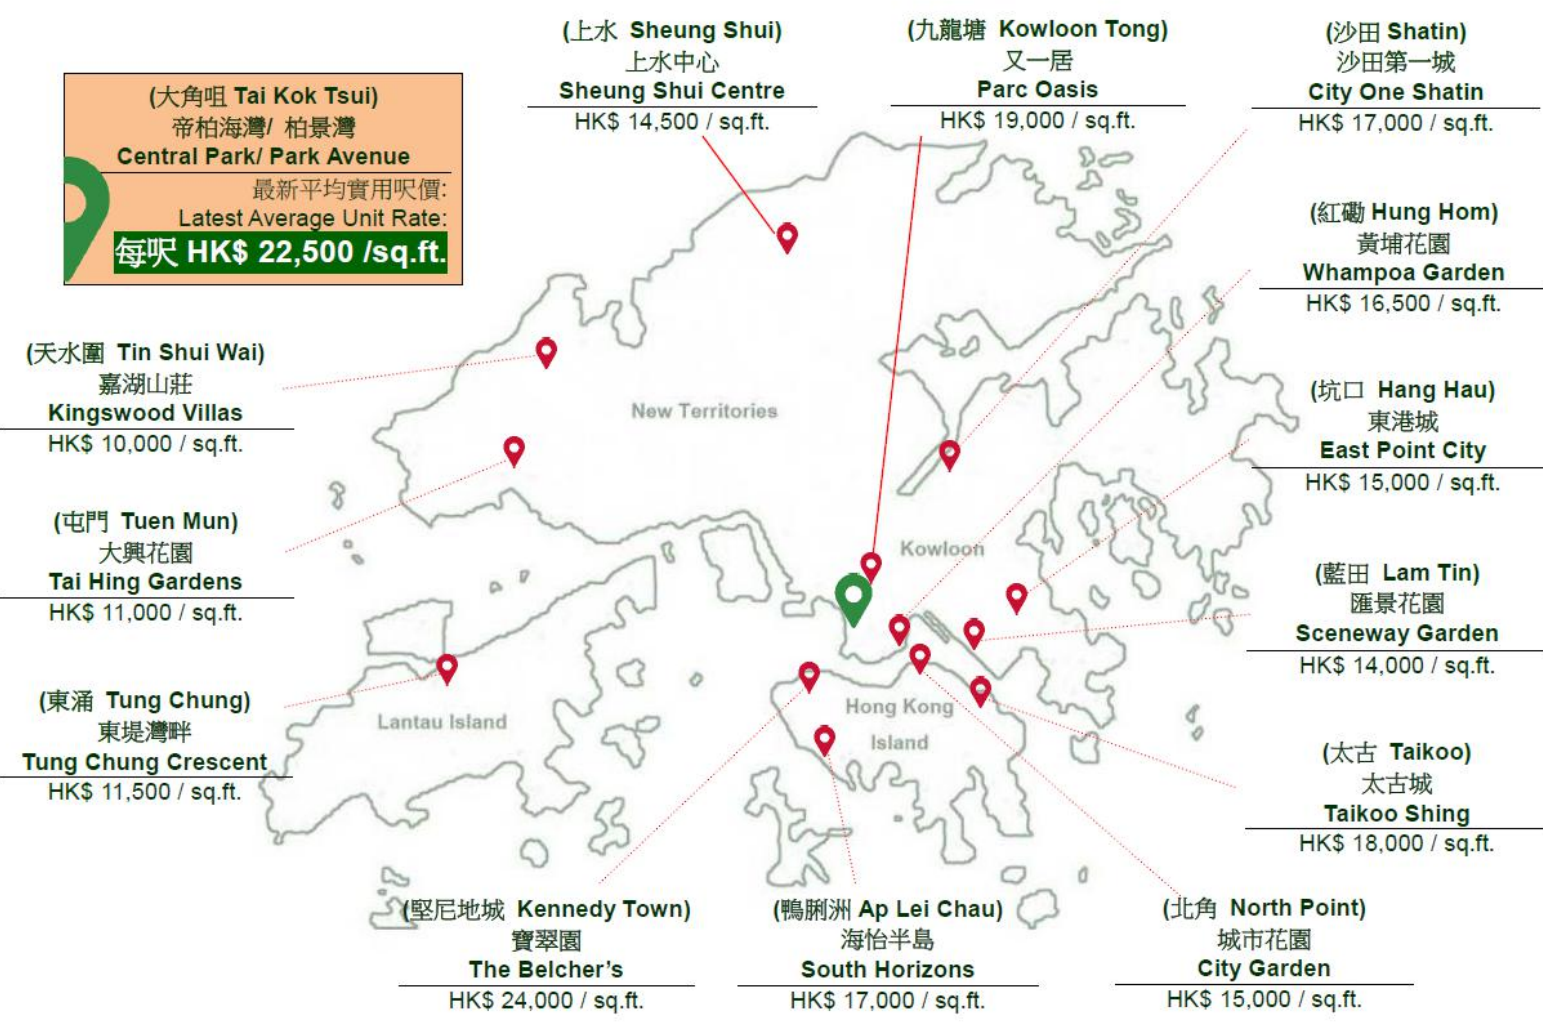 (上水 Sheung Shui)
上水中心
Sheung Shui Centre
HK$ 14,500 / sq.ft.
(九龍塘 Kowloon Tong)
又一居
Parc Oasis
HK$ 19,000 / sq.ft.
(沙田 Shatin)
沙田第一城
City One Shatin
HK$ 17,000 / sq.ft.
(大角咀 Tai Kok Tsui)
帝柏海灣/ 柏景灣
Central Park/ Park Avenue
最新平均實用呎價:
Latest Average Unit Rate:
每呎 HK$ 22,500 /sq.ft.
(紅磡 Hung Hom)
黃埔花園
Whampoa Garden
HK$ 16,500 / sq.ft.
(天水圍 Tin Shui Wai)
嘉湖山莊
Kingswood Villas
HK$ 10,000 / sq.ft.
New Territories
(坑口 Hang Hau)
東港城
East Point City
HK$ 15,000 / sq.ft.
(屯門 Tuen Mun)
大興花園
Tai Hing Gardens
HK$ 11,000 / sq.ft.
Kowloon
(藍田 Lam Tin)
匯景花園
Sceneway Garden
HK$ 14,000 / sq.ft.
(東涌 Tung Chung)
東堤灣畔
Tung Chung Crescent
HK$ 11,500 / sq.ft.
Lantau Island
Hong Kong
Island
(太古 Taikoo)
太古城
Taikoo Shing
HK$ 18,000 / sq.ft.
(堅尼地城 Kennedy Town)
寶翠園
The Belcher's
HK$ 24,000 / sq.ft.
(鴨脷洲 Ap Lei Chau)
海怡半島
South Horizons
HK$ 17,000 / sq.ft.
(北角 North Point)
城市花園
City Garden
HK$ 15,000 / sq.ft.